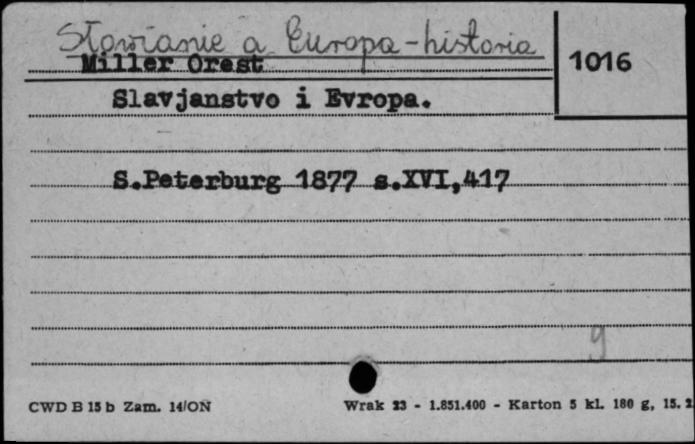 Słowianie a Europa - historia
Miller Orest
1016
Slavjanstvo i Evropa.
S.Peterburg 1877 s.XVI,417
9
CWD B 15 b Zam. 14/ON
Wrak 23 - 1.851.400 - Karton 5 kl. 180 g, 15. 2